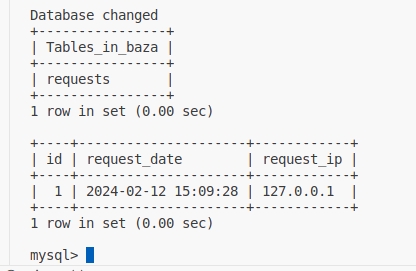 Database changed
+----------------+
| Tables_in_baza |
+----------------+
| requests       |
+----------------+
1 row in set (0.00 sec)
+----+---------------------+------------+
| id | request_date        | request_ip |
+----+---------------------+------------+
|  1 | 2024-02-12 15:09:28 | 127.0.0.1  |
+----+---------------------+------------+
1 row in set (0.00 sec)
mysql>